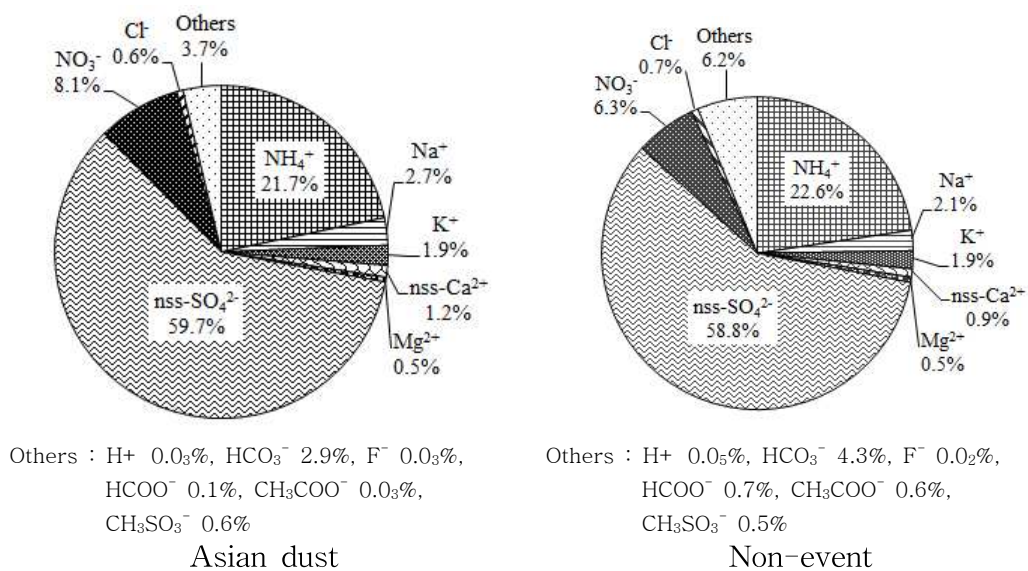 Others
3.7%
Cl⁻
0.6%
NO₃⁻
8.1%
NH₄⁺
21.7%
Na⁺
2.7%
K⁺
1.9%
nss-Ca²⁺
1.2%
Mg²⁺
0.5%
nss-SO₄²⁻
59.7%
Others : H+ 0.0₃%, HCO₃⁻ 2.9%, F⁻ 0.0₃%,
HCOO⁻ 0.1%, CH₃COO⁻ 0.0₃%,
CH₃SO₃⁻ 0.6%
Asian dust
Others
6.2%
Cl⁻
0.7%
NO₃⁻
6.3%
NH₄⁺
22.6%
Na⁺
2.1%
K⁺
1.9%
nss-Ca²⁺
0.9%
Mg²⁺
0.5%
nss-SO₄²⁻
58.8%
Others : H+ 0.0₅%, HCO₃⁻ 4.3%, F⁻ 0.0₂%,
HCOO⁻ 0.7%, CH₃COO⁻ 0.6%,
CH₃SO₃⁻ 0.5%
Non-event